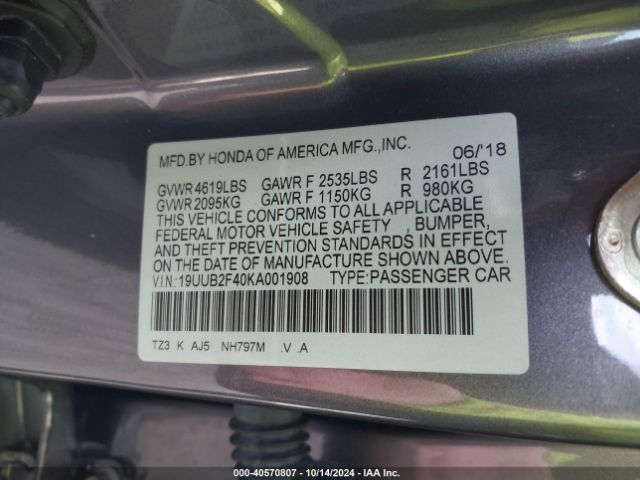 MFD.BY HONDA OF AMERICA MFG.,INC. 06/'18
GVWR 4619LBS GAWR F 2535LBS R 2161LBS
GVWR 2095KG GAWR F 1150KG R 980KG
THIS VEHICLE CONFORMS TO ALL APPLICABLE
FEDERAL MOTOR VEHICLE SAFETY , BUMPER,
AND THEFT PREVENTION STANDARDS IN EFFECT
ON THE DATE OF MANUFACTURE SHOWN ABOVE.
V.I.N.:19UUB2F40KA001908 TYPE:PASSENGER CAR
TZ3 K AJ5 NH797M .V .A
000-40570807 - 10/14/2024 - IAA Inc.